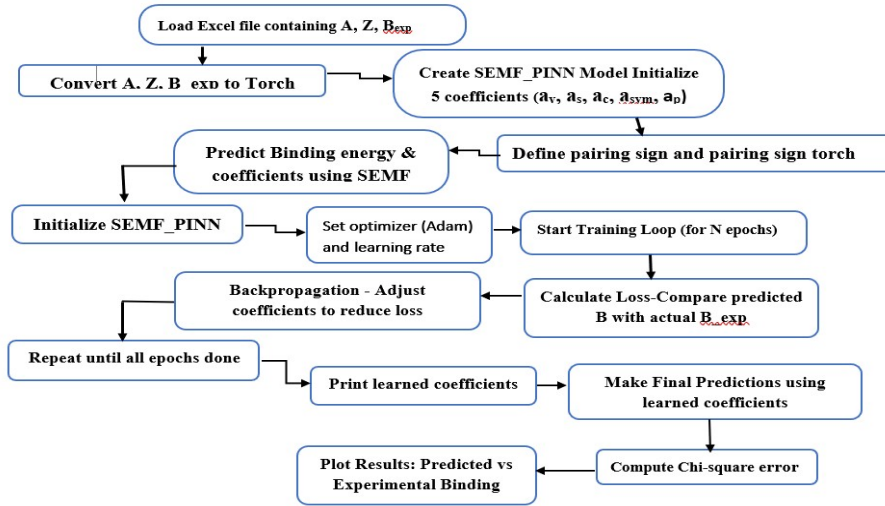 Load Excel file containing A, Z, Bexp
Convert A, Z, B_exp to Torch
Create SEMF_PINN Model Initialize
5 coefficients (av, as, ac, asym, ap)
Define pairing sign and pairing sign torch
Predict Binding energy &
coefficients using SEMF
Initialize SEMF_PINN
Set optimizer (Adam)
and learning rate
Start Training Loop (for N epochs)
Calculate Loss-Compare predicted
B with actual B_exp
Backpropagation - Adjust
coefficients to reduce loss
Repeat until all epochs done
Print learned coefficients
Make Final Predictions using
learned coefficients
Compute Chi-square error
Plot Results: Predicted vs
Experimental Binding